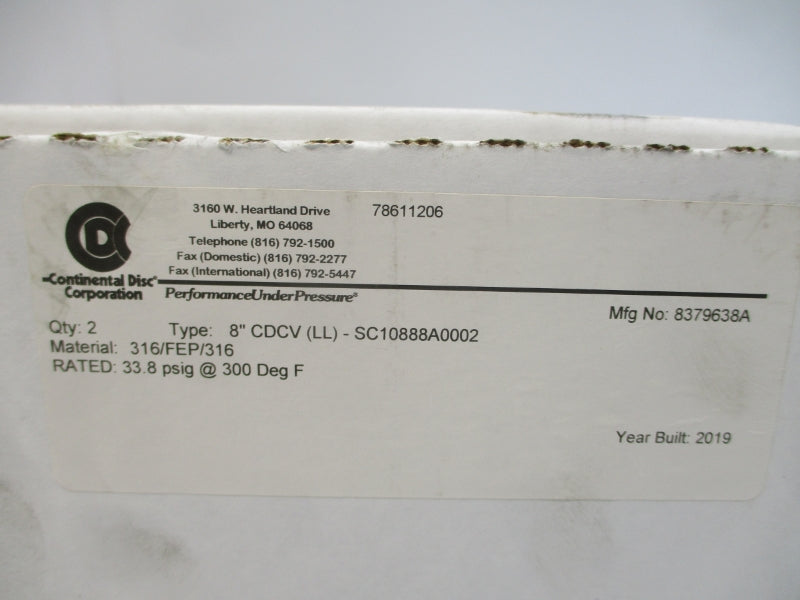 CDC
Continental Disc
Corporation
3160 W. Heartland Drive
Liberty, MO 64068
Telephone (816) 792-1500
Fax (Domestic) (816) 792-2277
Fax (International) (816) 792-5447
PerformanceUnderPressure®
78611206
Mfg No: 8379638A
Qty: 2 Type: 8" CDCV (LL) - SC10888A0002
Material: 316/FEP/316
RATED: 33.8 psig @ 300 Deg F
Year Built: 2019